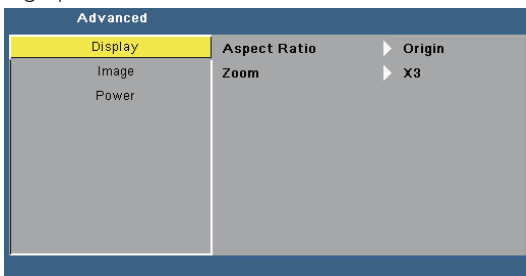 Advanced
Display
Image
Power
Aspect Ratio Origin
Zoom X3